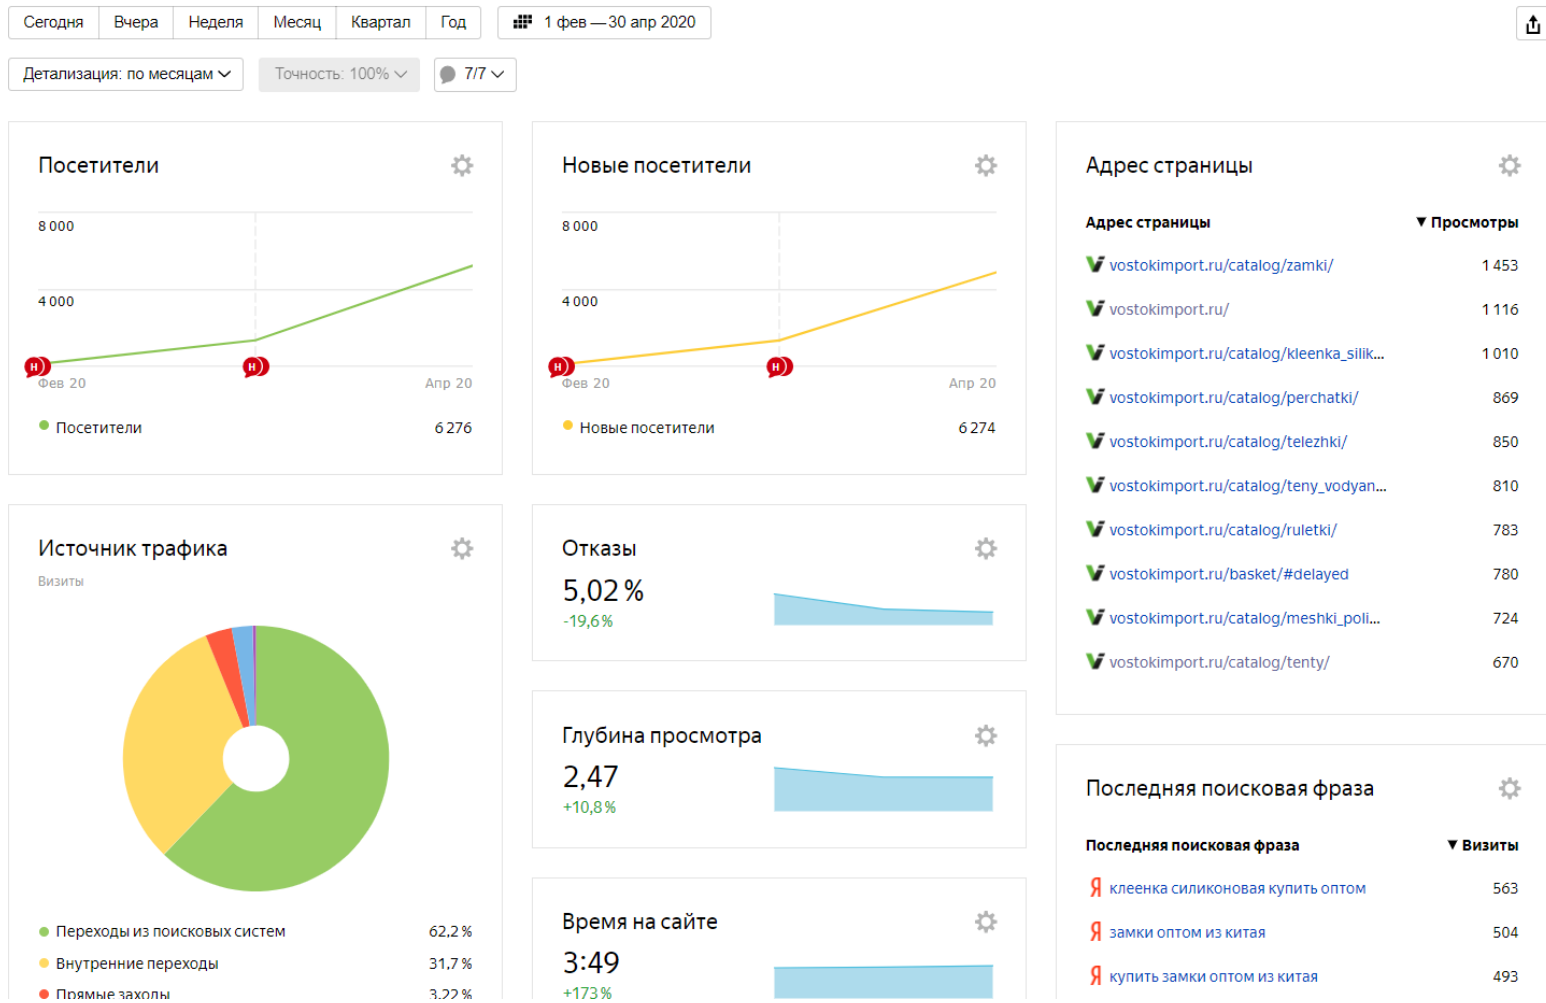 Сегодня Вчера Неделя Месяц Квартал Год 1 фев — 30 апр 2020
Детализация: по месяцам Точность: 100% 7/7
Посетители
8 000
4 000
Н Н
Фев 20 Апр 20
Посетители 6 276
Новые посетители
8 000
4 000
Н Н
Фев 20 Апр 20
Новые посетители 6 274
Адрес страницы
Адрес страницы ▼ Просмотры
vostokimport.ru/catalog/zamki/ 1 453
vostokimport.ru/ 1 116
vostokimport.ru/catalog/kleenka_silik... 1 010
vostokimport.ru/catalog/perchatki/ 869
vostokimport.ru/catalog/telezhki/ 850
vostokimport.ru/catalog/teny_vodyan... 810
vostokimport.ru/catalog/ruletki/ 783
vostokimport.ru/basket/#delayed 780
vostokimport.ru/catalog/meshki_poli... 724
vostokimport.ru/catalog/tenty/ 670
Источник трафика
Визиты
Переходы из поисковых систем 62,2 %
Внутренние переходы 31,7 %
Прямые заходы 3,22 %
Отказы
5,02 %
-19,6 %
Глубина просмотра
2,47
+10,8 %
Время на сайте
3:49
+173 %
Последняя поисковая фраза
Последняя поисковая фраза ▼ Визиты
Я клеенка силиконовая купить оптом 563
Я замки оптом из китая 504
Я купить замки оптом из китая 493